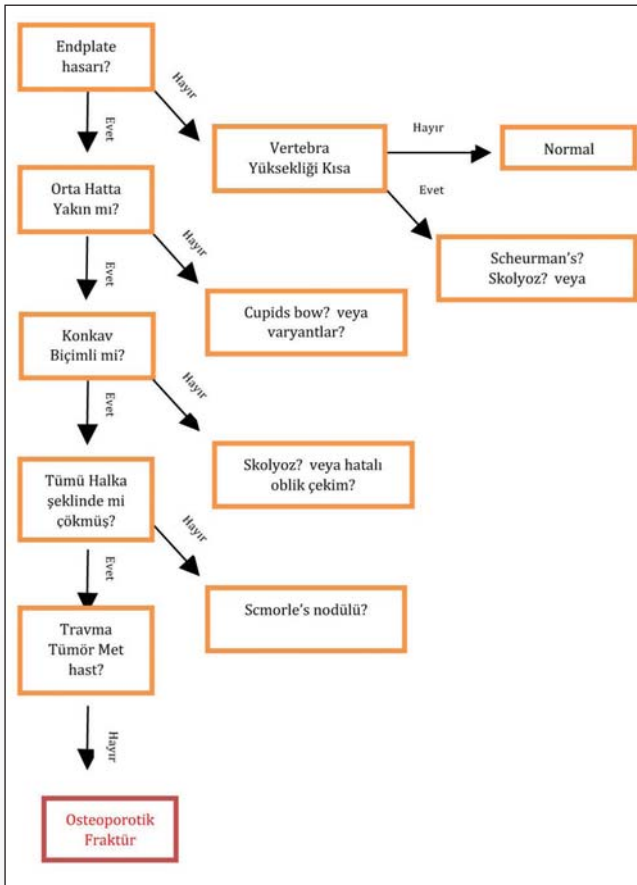 Endplate
hasarı?
Hayır
Evet
Vertebra
Yüksekliği Kısa
Hayır
Normal
Evet
Scheurman's?
Skolyoz? veya
Orta Hatta
Yakın mı?
Hayır
Evet
Cupids bow? veya
varyantlar?
Konkav
Biçimli mi?
Hayır
Evet
Skolyoz? veya hatalı
oblik çekim?
Tümü Halka
şeklinde mi
çökmüş?
Hayır
Evet
Scmorle's nodülü?
Travma
Tümör Met
hast?
Hayır
Osteoporotik
Fraktür